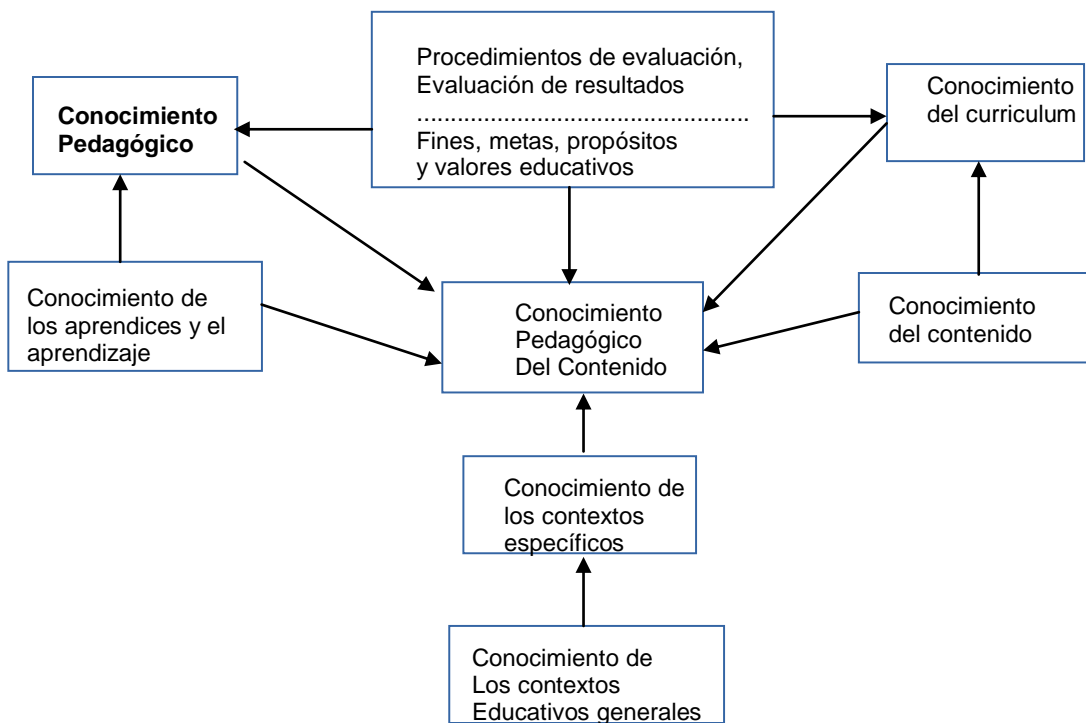 Procedimientos de evaluación,
Evaluación de resultados
.................................................
Fines, metas, propósitos
y valores educativos
Conocimiento
Pedagógico
Conocimiento
del curriculum
Conocimiento de
los aprendices y el
aprendizaje
Conocimiento
Pedagógico
Del Contenido
Conocimiento
del contenido
Conocimiento de
los contextos
específicos
Conocimiento de
Los contextos
Educativos generales